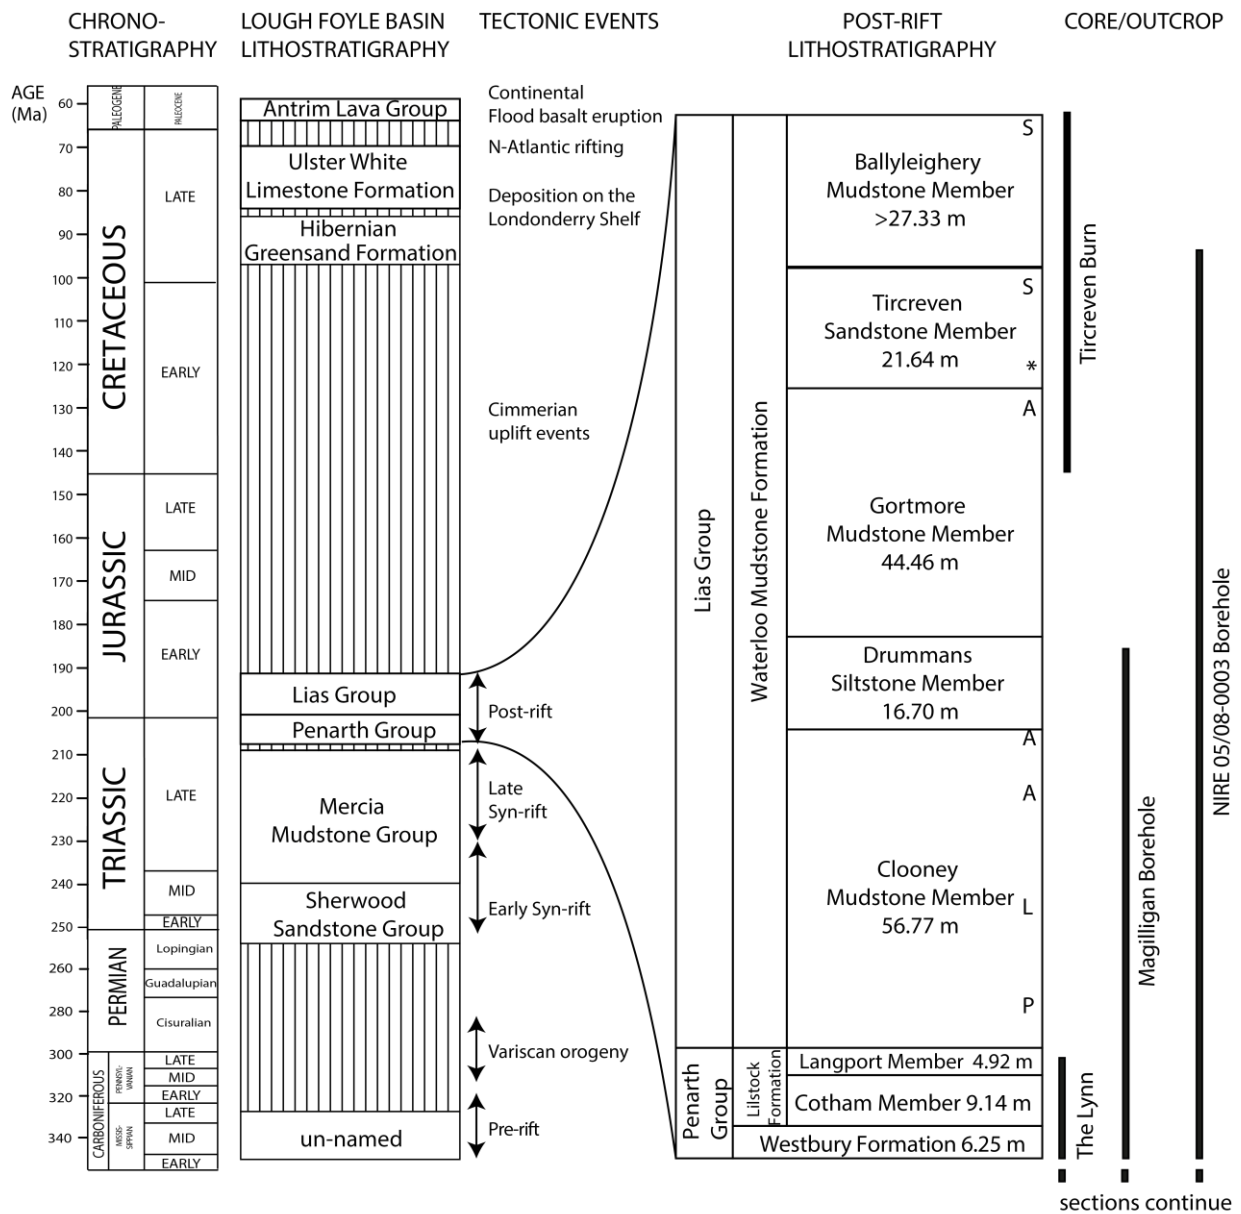 CHRONO-
STRATIGRAPHY
LOUGH FOYLE BASIN
LITHOSTRATIGRAPHY
TECTONIC EVENTS
POST-RIFT
LITHOSTRATIGRAPHY
CORE/OUTCROP
AGE
(Ma)
60
70
80
90
100
110
120
130
140
150
160
170
180
190
200
210
220
230
240
250
260
280
300
320
340
PALEOGENE
PALEOCENE
CRETACEOUS
LATE
EARLY
JURASSIC
LATE
MID
EARLY
TRIASSIC
LATE
MID
EARLY
PERMIAN
Lopingian
Guadalupian
Cisuralian
CARBONIFEROUS
PENNSYL-
VANIAN
LATE
MID
EARLY
MISSIS-
SIPPIAN
LATE
MID
EARLY
Antrim Lava Group
Ulster White
Limestone Formation
Hibernian
Greensand Formation
Lias Group
Penarth Group
Mercia
Mudstone Group
Sherwood
Sandstone Group
un-named
Continental
Flood basalt eruption
N-Atlantic rifting
Deposition on the
Londonderry Shelf
Cimmerian
uplift events
Post-rift
Late
Syn-rift
Early Syn-rift
Variscan orogeny
Pre-rift
Lias Group
Waterloo Mudstone Formation
S
Ballyleighery
Mudstone Member
>27.33 m
S
Tircreven
Sandstone Member
21.64 m
*
A
Gortmore
Mudstone Member
44.46 m
Drummans
Siltstone Member
16.70 m
A
A
Clooney
Mudstone Member
56.77 m
L
P
Penarth
Group
Lilstock
Formation
Langport Member 4.92 m
Cotham Member 9.14 m
Westbury Formation 6.25 m
Tircreven Burn
The Lynn
Magilligan Borehole
NIRE 05/08-0003 Borehole
sections continue